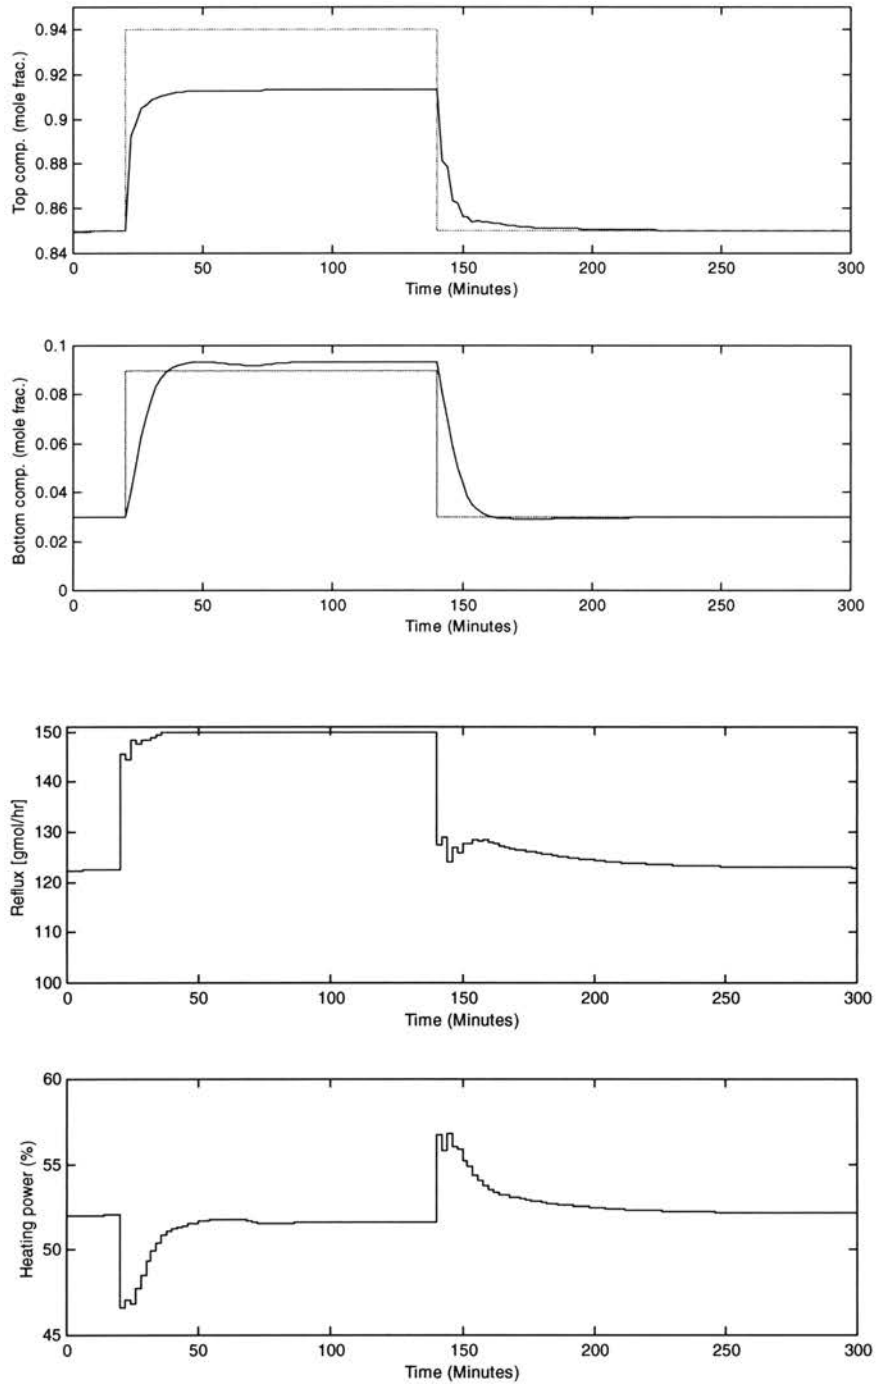 Top comp. (mole frac.)
0.94
0.92
0.9
0.88
0.86
0.84
0 50 100 150 200 250 300
Time (Minutes)
Bottom comp. (mole frac.)
0.1
0.08
0.06
0.04
0.02
0
0 50 100 150 200 250 300
Time (Minutes)
Reflux [gmol/hr)
150
140
130
120
110
100
0 50 100 150 200 250 300
Time (Minutes)
Heating power (%)
60
55
50
45
0 50 100 150 200 250 300
Time (Minutes)